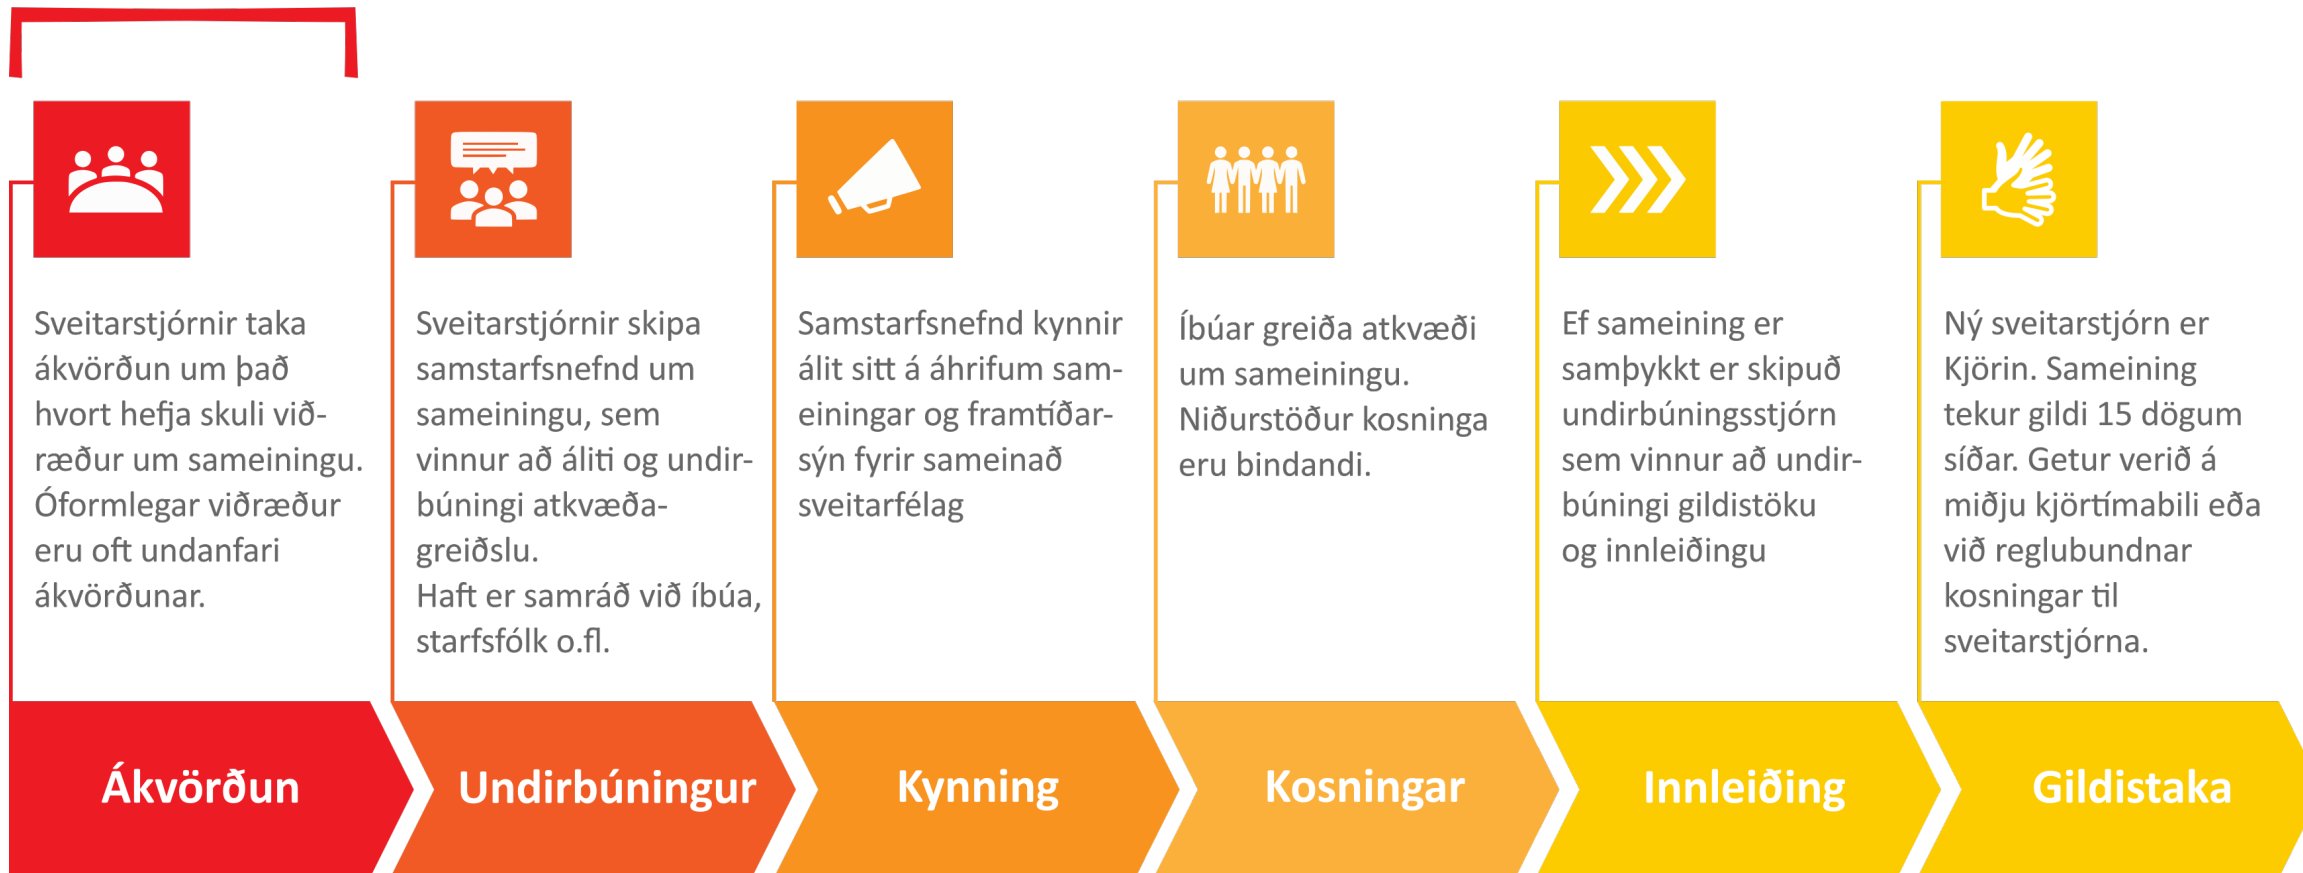 Sveitarstjórnir taka
ákvörðun um það
hvort hefja skuli við-
ræður um sameiningu.
Óformlegar viðræður
eru oft undanfari
ákvörðunar.
Ákvörðun
Sveitarstjórnir skipa
samstarfsnefnd um
sameiningu, sem
vinnur að áliti og undir-
búningi atkvæða-
greiðslu.
Haft er samráð við íbúa,
starfsfólk o.fl.
Undirbúningur
Samstarfsnefnd kynnir
álit sitt á áhrifum sam-
einingar og framtíðar-
sýn fyrir sameinað
sveitarfélag
Kynning
Íbúar greiða atkvæði
um sameiningu.
Niðurstöður kosninga
eru bindandi.
Kosningar
Ef sameining er
samþykkt er skipuð
undirbúningsstjórn
sem vinnur að undir-
búningi gildistöku
og innleiðingu
Innleiðing
Ný sveitarstjórn er
Kjörin. Sameining
tekur gildi 15 dögum
síðar. Getur verið á
miðju kjörtímabili eða
við reglubundnar
kosningar til
sveitarstjórna.
Gildistaka